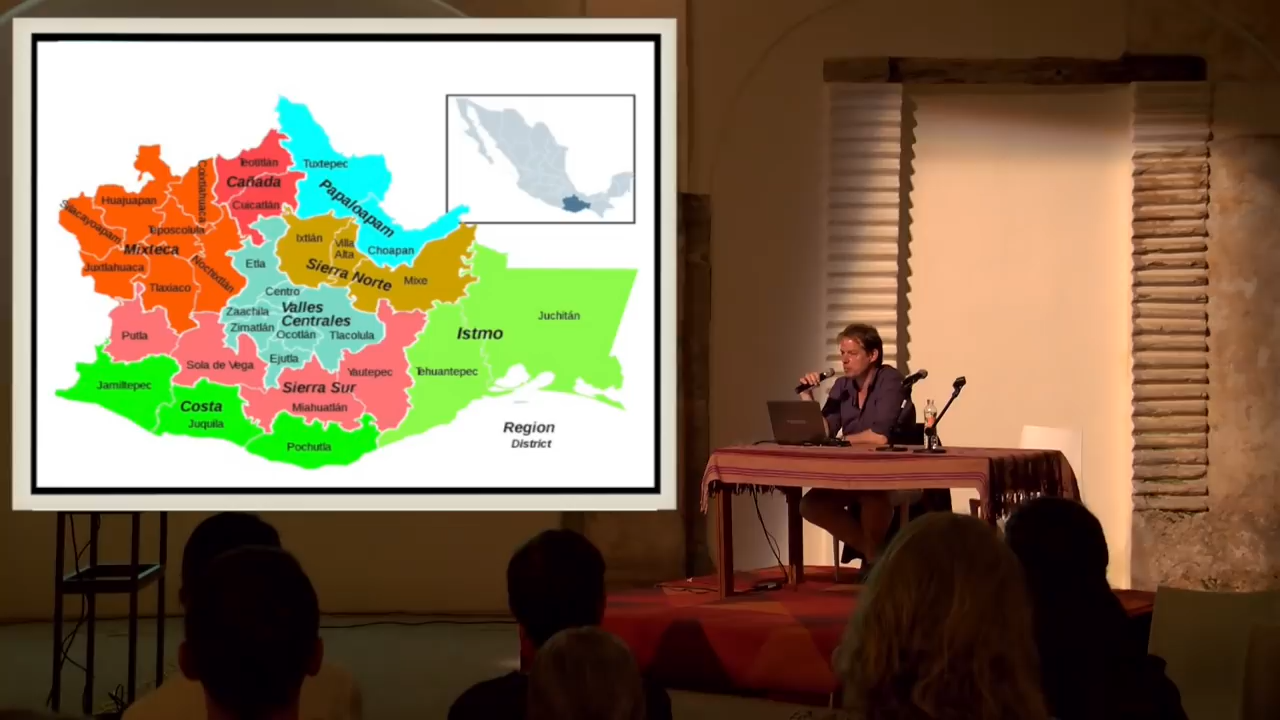 Teotitlán
Cañada
Cuicatlán
Tuxtepec
Papaloapam
Choapan
Huajuapan
Coixtlahuaca
Silacayoapam
Teposcolula
Mixteca
Juxtlahuaca
Nochixtlán
Tlaxiaco
Ixtlán
Villa
Alta
Sierra Norte
Mixe
Etla
Centro
Valles
Centrales
Zaachila
Zimatlán
Ocotlán
Tlacolula
Ejutla
Istmo
Juchitán
Tehuantepec
Putla
Sola de Vega
Yautepec
Sierra Sur
Miahuatlán
Jamiltepec
Costa
Juquila
Pochutla
Region
District